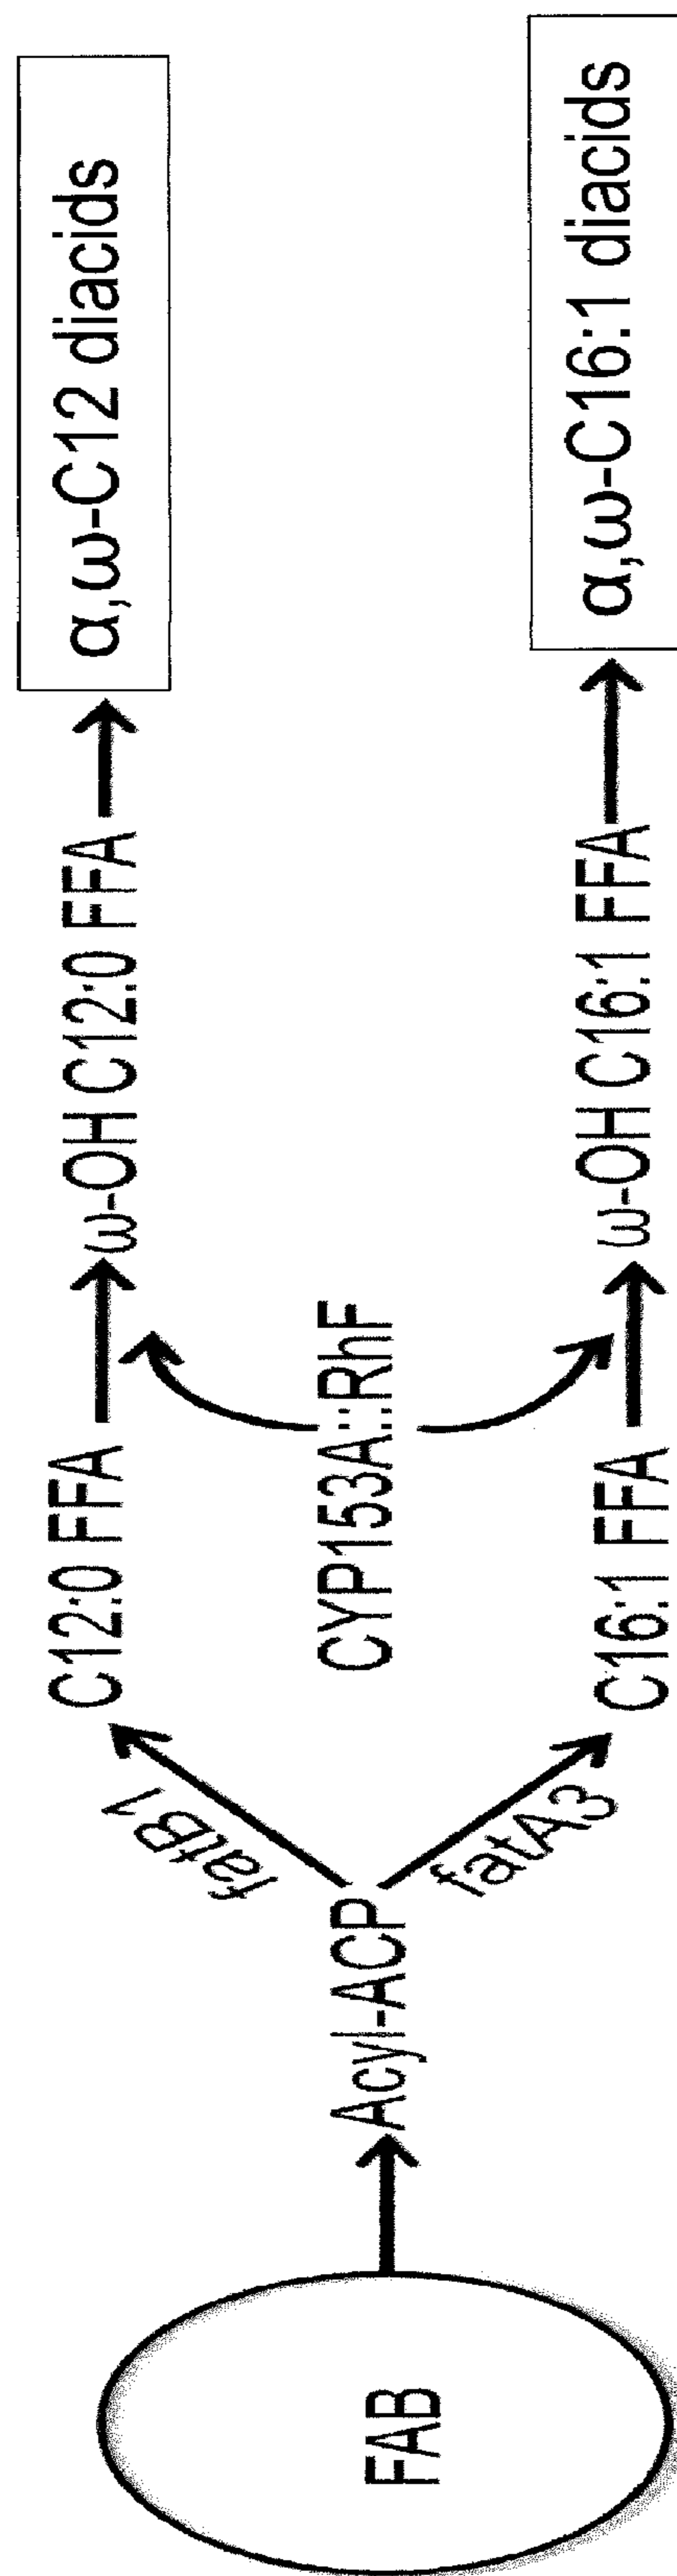 FAB
Acyl-ACP
fatB1
fatA3
C12:0 FFA
ω-OH C12:0 FFA
α,ω-C12 diacids
CYP153A::RhF
C16:1 FFA
ω-OH C16:1 FFA
α,ω-C16:1 diacids